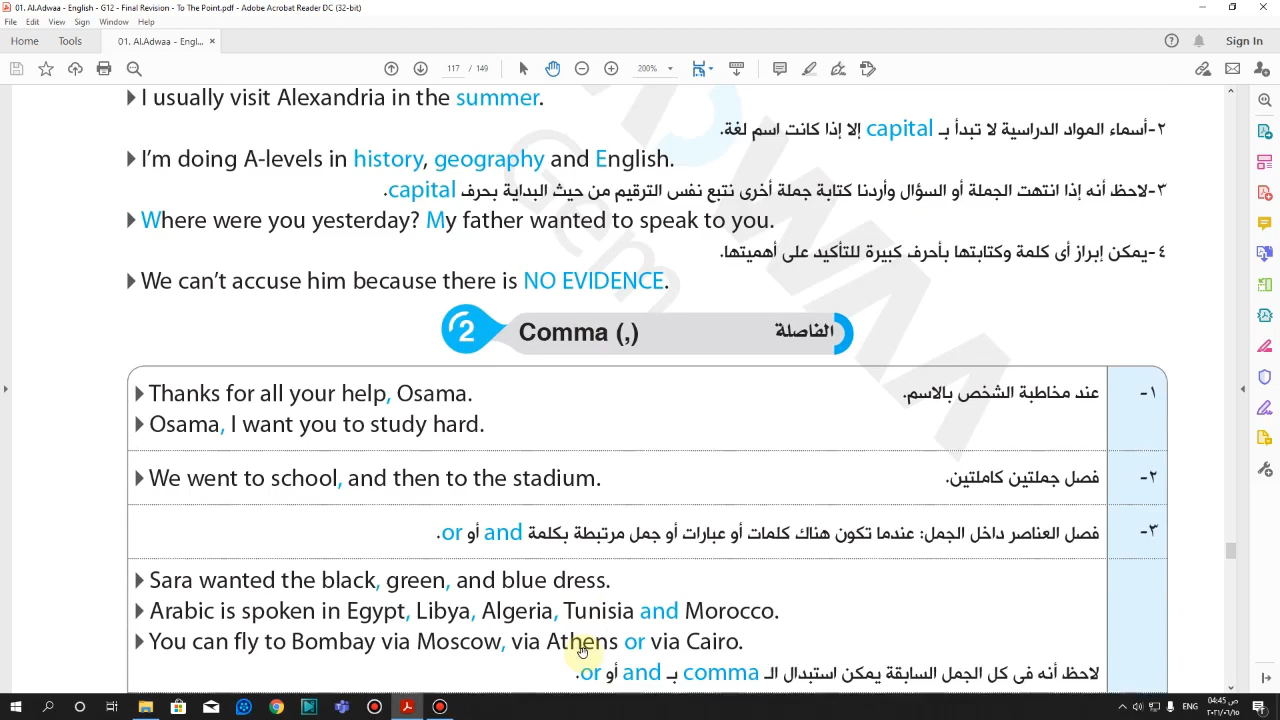 01. Al.Adwaa - English - G12 - Final Revision - To The Point.pdf - Adobe Acrobat Reader DC (32-bit)
File Edit View Sign Window Help
Home Tools 01. Al.Adwaa - Engl... × Sign In
117 / 149 200%
I usually visit Alexandria in the summer.
٢-أسماء المواد الدراسية لا تبدأ بـ capital إلا إذا كانت اسم لغة.
I'm doing A-levels in history, geography and English.
٣-لاحظ أنه إذا انتهت الجملة أو السؤال وأردنا كتابة جملة أخرى نتبع نفس الترقيم من حيث البداية بحرف capital.
Where were you yesterday? My father wanted to speak to you.
٤-يمكن إبراز أى كلمة وكتابتها بأحرف كبيرة للتأكيد على أهميتها.
We can't accuse him because there is NO EVIDENCE.
2 Comma (,) الفاصلة
Thanks for all your help, Osama.
١- عند مخاطبة الشخص بالاسم.
Osama, I want you to study hard.
We went to school, and then to the stadium.
٢- فصل جملتين كاملتين.
٣- فصل العناصر داخل الجمل: عندما تكون هناك كلمات أو عبارات أو جمل مرتبطة بكلمة and أو or.
Sara wanted the black, green, and blue dress.
Arabic is spoken in Egypt, Libya, Algeria, Tunisia and Morocco.
You can fly to Bombay via Moscow, via Athens or via Cairo.
لاحظ أنه فى كل الجمل السابقة يمكن استبدال الـ comma بـ and أو or.
ENG
04:45 ص
٢٠٢١/٠٦/١٥